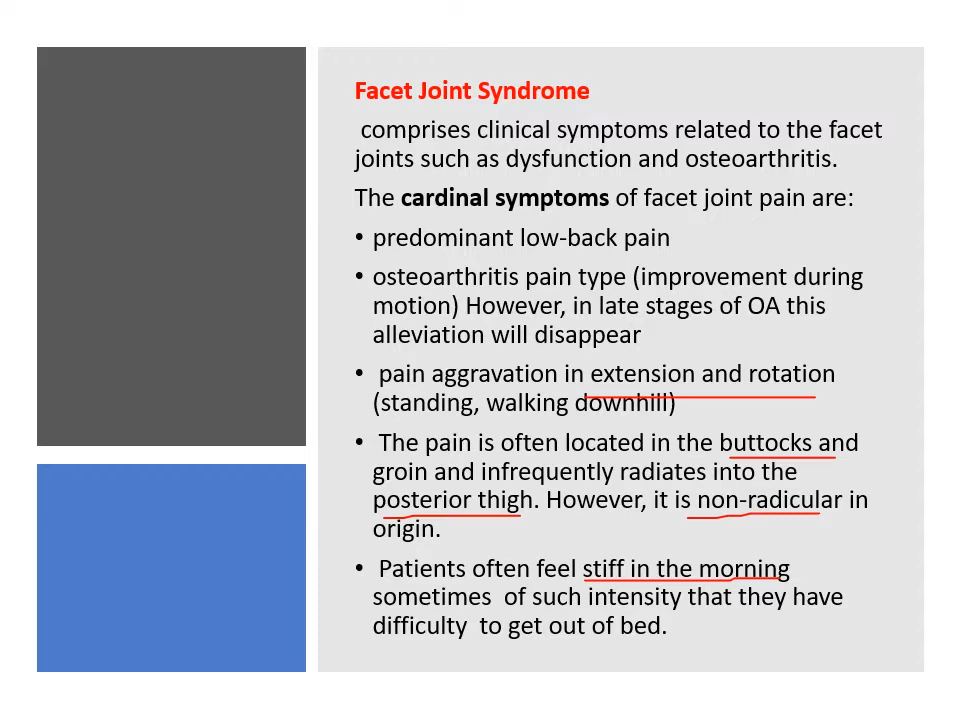 Facet Joint Syndrome
comprises clinical symptoms related to the facet
joints such as dysfunction and osteoarthritis.
The cardinal symptoms of facet joint pain are:
• predominant low-back pain
• osteoarthritis pain type (improvement during
motion) However, in late stages of OA this
alleviation will disappear
• pain aggravation in extension and rotation
(standing, walking downhill)
• The pain is often located in the buttocks and
groin and infrequently radiates into the
posterior thigh. However, it is non-radicular in
origin.
• Patients often feel stiff in the morning
sometimes of such intensity that they have
difficulty to get out of bed.